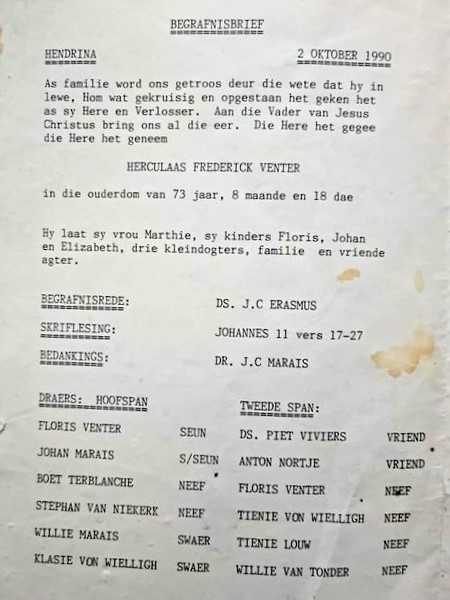 BEGRAFNISBRIEF
HENDRINA 2 OKTOBER 1990
As familie word ons getroos deur die wete dat hy in
lewe, Hom wat gekruisig en opgestaan het geken het
as sy Here en Verlosser. Aan die Vader van Jesus
Christus bring ons al die eer. Die Here het gegee
die Here het geneem
HERCULAAS FREDERICK VENTER
in die ouderdom van 73 jaar, 8 maande en 18 dae
Hy laat sy vrou Marthie, sy kinders Floris, Johan
en Elizabeth, drie kleindogters, familie en vriende
agter.
BEGRAFNISREDE: DS. J.C ERASMUS
SKRIFLESING: JOHANNES 11 vers 17-27
BEDANKINGS: DR. J.C MARAIS
DRAERS: HOOFSPAN TWEEDE SPAN:
FLORIS VENTER SEUN DS. PIET VIVIERS VRIEND
JOHAN MARAIS S/SEUN ANTON NORTJE VRIEND
BOET TERBLANCHE NEEF FLORIS VENTER NEEF
STEPHAN VAN NIEKERK NEEF TIENIE VON WIELLIGH NEEF
WILLIE MARAIS SWAER TIENIE LOUW NEEF
KLASIE VON WIELLIGH SWAER WILLIE VAN TONDER NEEF